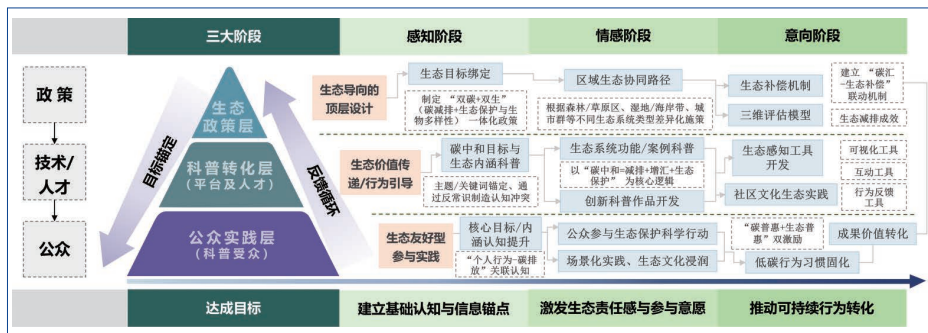 三大阶段
感知阶段
情感阶段
意向阶段
政 策
技术/
人才
公众
目标锚定
反馈循环
生态
政策层
科普转化层
(平台及人才)
公众实践层
(科普受众)
生态导向的
顶层设计
生态目标绑定
制定“双碳+双生”
(碳减排+生态保护与生
物多样性) 一体化政策
区域生态协同路径
根据森林/草原区、湿地/海岸带、城
市群等不同生态系统类型差异化施策
生态补偿机制
三维评估模型
建立 “碳汇
-生态补偿”
联动机制
生态减排成效
生态价值传
递/行为引导
碳中和目标与
生态内涵科普
主题/关键词锚定、通
过反常识制造认知冲突
生态系统功能/案例科普
以“碳中和=减排+增汇+生态
保护” 为核心逻辑
创新科普作品开发
生态感知工具
开发
社区文化生态实践
可视化工具
互动工具
行为反馈
工具
生态友好型
参与实践
核心目标/内
涵认知提升
“个人行为-碳排
放”关联认知
公众参与生态保护科学行动
场景化实践、生态文化浸润
“碳普惠+生态普
惠”双激励
低碳行为习惯固化
成果价值转化
达成目标
建立基础认知与信息锚点
激发生态责任感与参与意愿
推动可持续行为转化